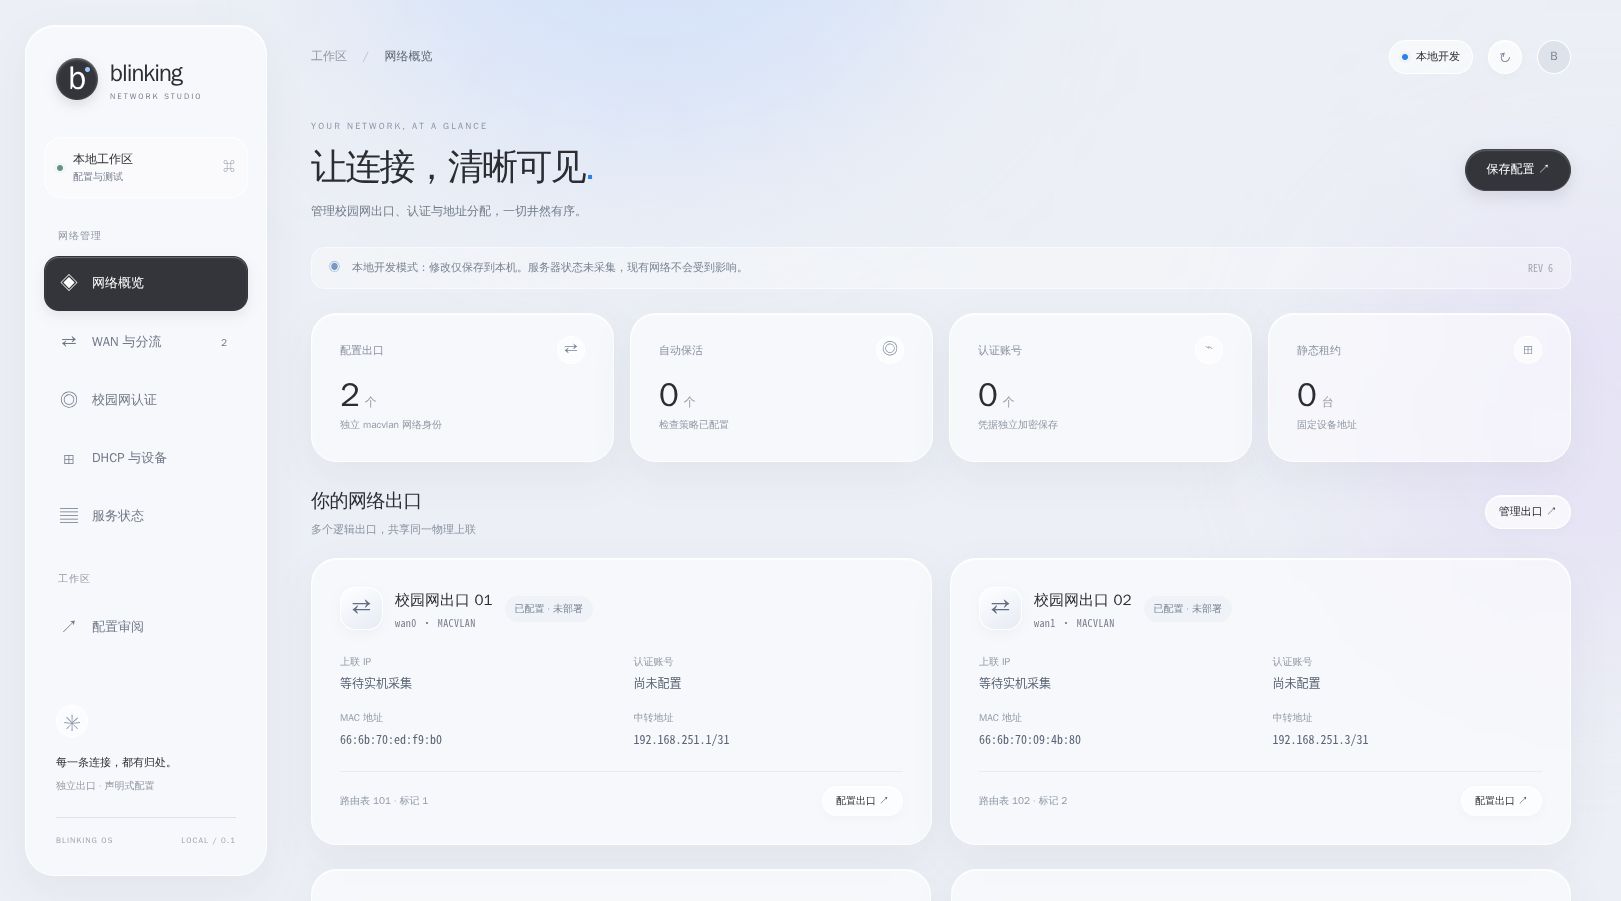 b
blinking
NETWORK STUDIO
本地工作区
配置与测试
⌘
网络管理
网络概览
WAN 与分流 2
校园网认证
DHCP 与设备
服务状态
工作区
配置审阅
每一条连接，都有归处。
独立出口 · 声明式配置
BLINKING OS LOCAL / 0.1
工作区 / 网络概览
本地开发
B
YOUR NETWORK, AT A GLANCE
让连接，清晰可见.
管理校园网出口、认证与地址分配，一切井然有序。
保存配置 ↗
本地开发模式：修改仅保存到本机。服务器状态未采集，现有网络不会受到影响。 REV 6
配置出口
2 个
独立 macvlan 网络身份
自动保活
0 个
检查策略已配置
认证账号
0 个
凭据独立加密保存
静态租约
0 台
固定设备地址
你的网络出口
多个逻辑出口，共享同一物理上联
管理出口 ↗
校园网出口 01 已配置 · 未部署
wan0 · MACVLAN
上联 IP 认证账号
等待实机采集 尚未配置
MAC 地址 中转地址
66:6b:70:ed:f9:b0 192.168.251.1/31
路由表 101 · 标记 1 配置出口 ↗
校园网出口 02 已配置 · 未部署
wan1 · MACVLAN
上联 IP 认证账号
等待实机采集 尚未配置
MAC 地址 中转地址
66:6b:70:09:4b:80 192.168.251.3/31
路由表 102 · 标记 2 配置出口 ↗